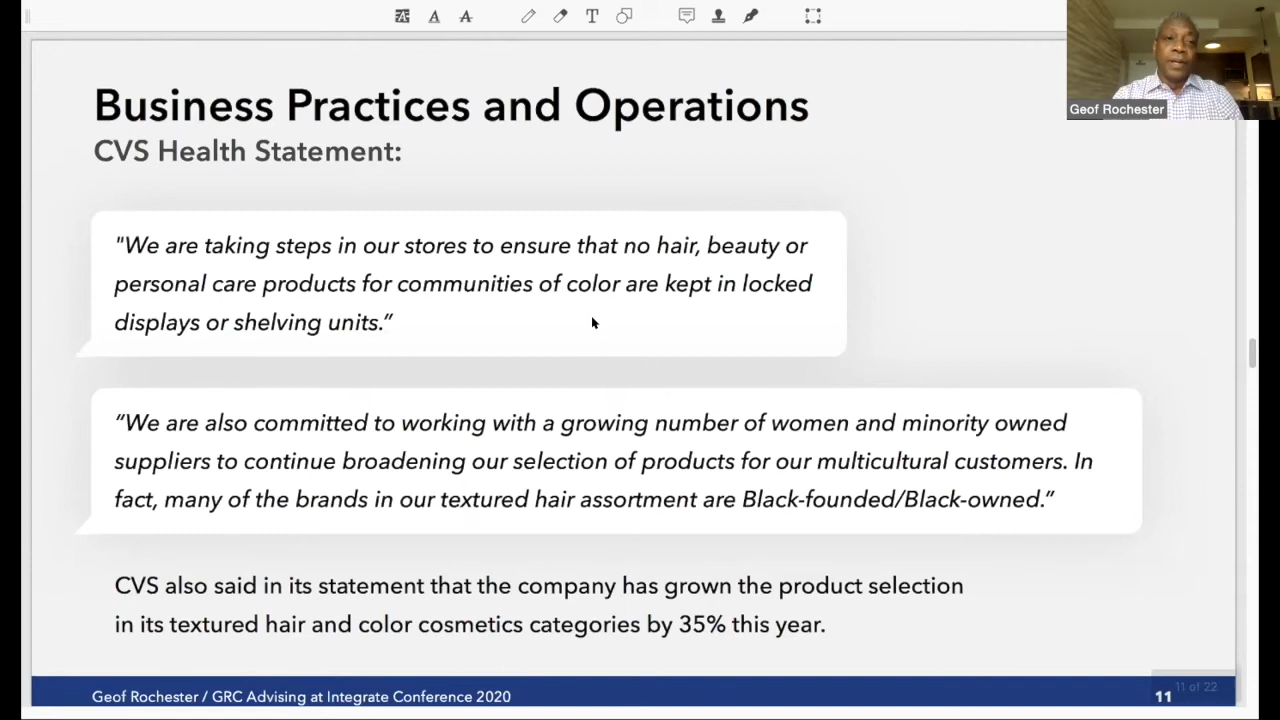 Business Practices and Operations
CVS Health Statement:
Geof Rochester
"We are taking steps in our stores to ensure that no hair, beauty or
personal care products for communities of color are kept in locked
displays or shelving units.”
“We are also committed to working with a growing number of women and minority owned
suppliers to continue broadening our selection of products for our multicultural customers. In
fact, many of the brands in our textured hair assortment are Black-founded/Black-owned.”
CVS also said in its statement that the company has grown the product selection
in its textured hair and color cosmetics categories by 35% this year.
Geof Rochester / GRC Advising at Integrate Conference 2020
11
11 of 22